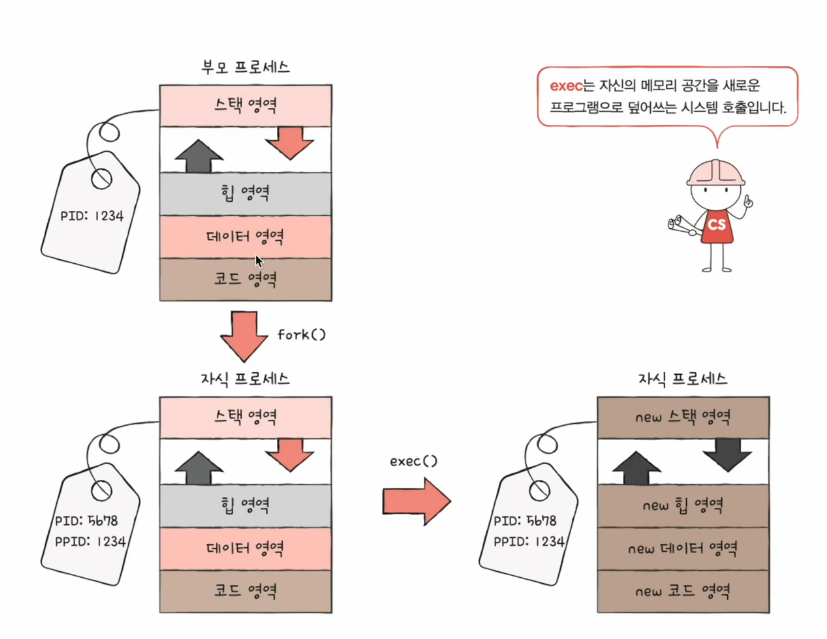 부모 프로세스
스택 영역
힙 영역
데이터 영역
코드 영역
PID: 1234
exec는 자신의 메모리 공간을 새로운
프로그램으로 덮어쓰는 시스템 호출입니다.
CS
fork()
자식 프로세스
스택 영역
힙 영역
데이터 영역
코드 영역
PID: 5678
PPID: 1234
exec()
자식 프로세스
new 스택 영역
new 힙 영역
new 데이터 영역
new 코드 영역
PID: 5678
PPID: 1234